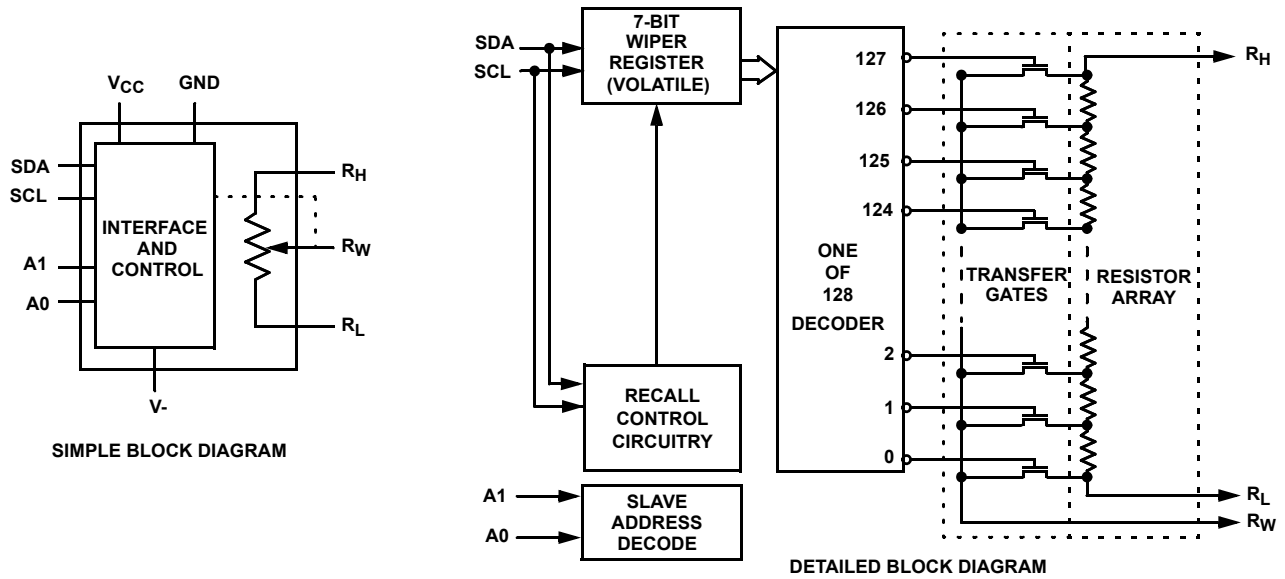 VCC
GND
SDA
SCL
A1
A0
INTERFACE
AND
CONTROL
RH
RW
RL
V-
SIMPLE BLOCK DIAGRAM
SDA
SCL
7-BIT
WIPER
REGISTER
(VOLATILE)
RECALL
CONTROL
CIRCUITRY
A1
A0
SLAVE
ADDRESS
DECODE
127
126
125
124
ONE
OF
128
DECODER
2
1
0
TRANSFER
GATES
RESISTOR
ARRAY
RH
RL
RW
DETAILED BLOCK DIAGRAM